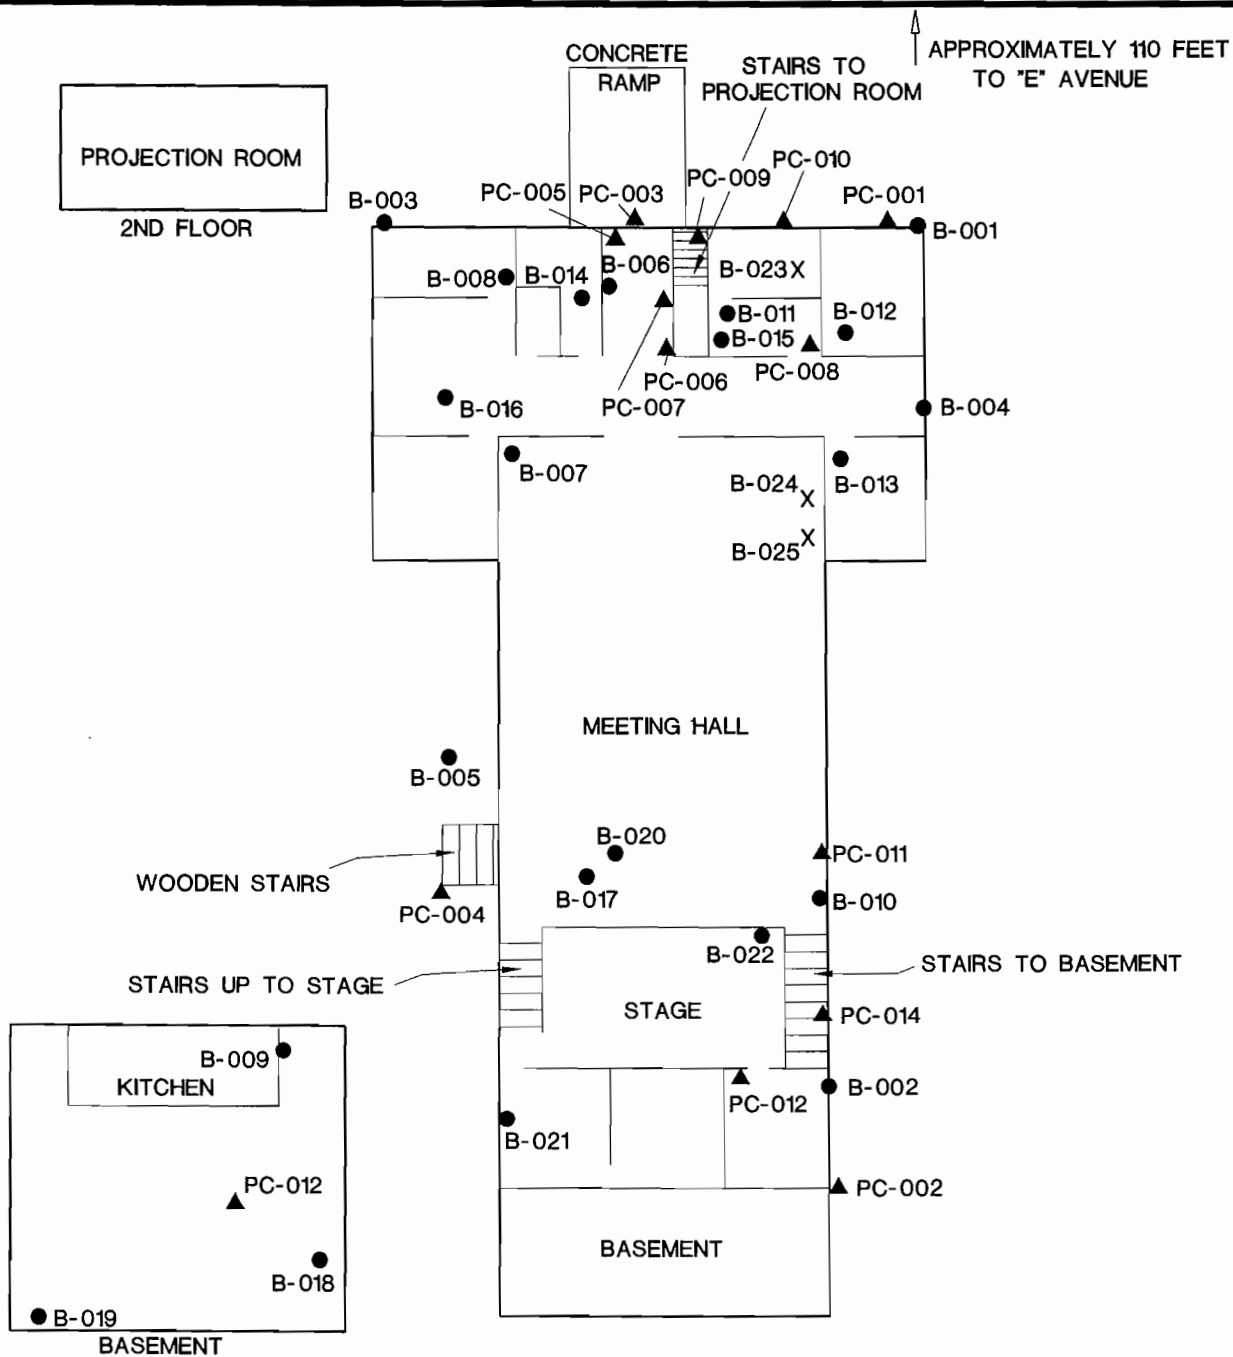 APPROXIMATELY 110 FEET
TO "E" AVENUE
CONCRETE
RAMP
STAIRS TO
PROJECTION ROOM
PROJECTION ROOM
2ND FLOOR
B-003
PC-005
PC-003
PC-009
PC-010
PC-001
B-001
B-008
B-014
B-006
B-023X
B-011
B-012
B-015
PC-006
PC-008
PC-007
B-016
B-004
B-007
B-024
X
B-013
B-025
X
MEETING HALL
B-005
B-020
PC-011
WOODEN STAIRS
B-017
B-010
PC-004
B-022
STAIRS UP TO STAGE
STAIRS TO BASEMENT
STAGE
PC-014
B-009
KITCHEN
PC-012
B-002
B-021
PC-012
PC-002
BASEMENT
B-018
B-019
BASEMENT